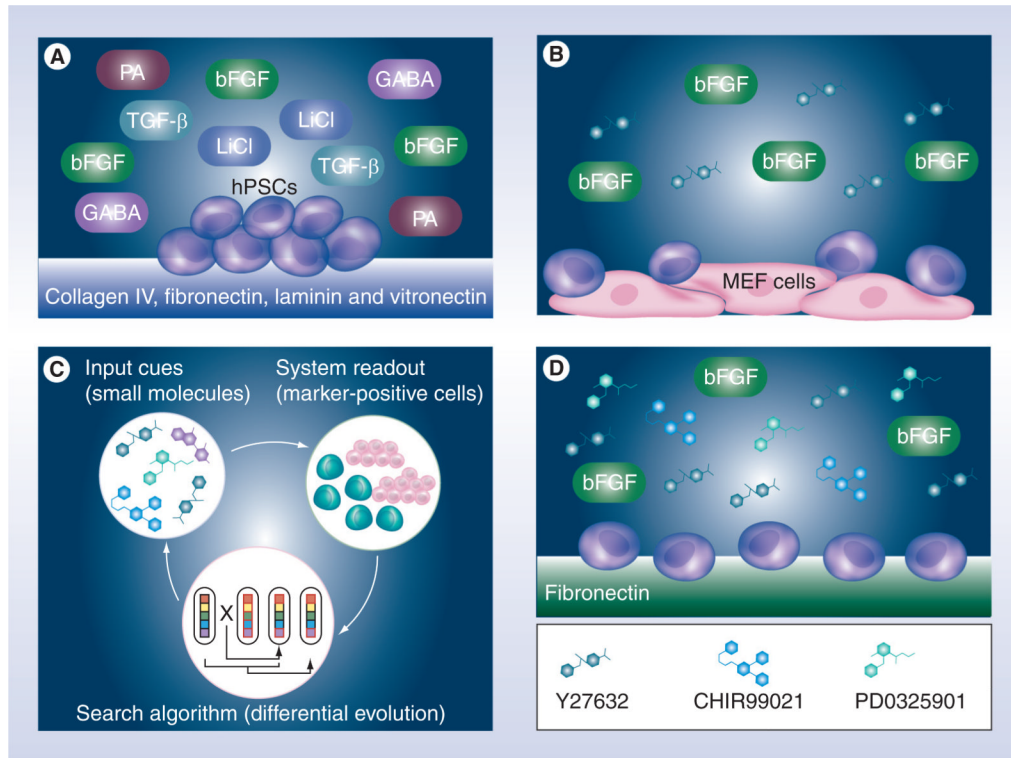 A
PA
bFGF
GABA
TGF-β
LiCl
LiCl
bFGF
TGF-β
bFGF
hPSCs
GABA
PA
Collagen IV, fibronectin, laminin and vitronectin
B
bFGF
bFGF
bFGF
bFGF
MEF cells
C
Input cues
(small molecules)
System readout
(marker-positive cells)
X
Search algorithm (differential evolution)
D
bFGF
bFGF
bFGF
Fibronectin
Y27632
CHIR99021
PD0325901